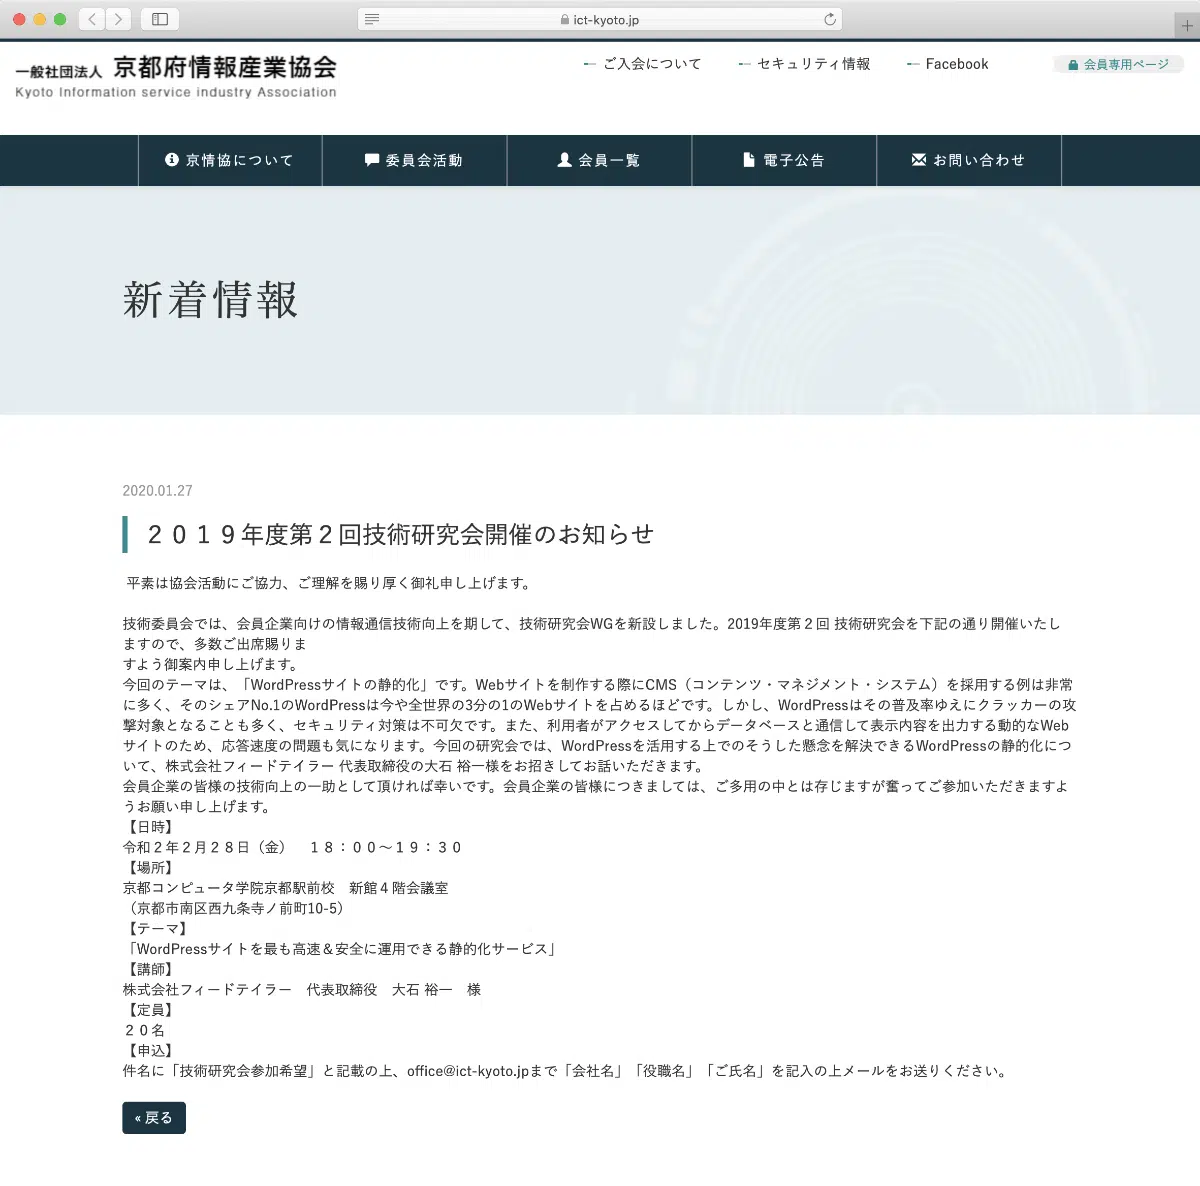 ict-kyoto.jp
一般社団法人 京都府情報産業協会
Kyoto Information service industry Association
ご入会について
セキュリティ情報
Facebook
会員専用ページ
京情協について
委員会活動
会員一覧
電子公告
お問い合わせ
新着情報
2020.01.27
２０１９年度第２回技術研究会開催のお知らせ
平素は協会活動にご協力、ご理解を賜り厚く御礼申し上げます。
技術委員会では、会員企業向けの情報通信技術向上を期して、技術研究会WGを新設しました。2019年度第２回 技術研究会を下記の通り開催いたし
ますので、多数ご出席賜りま
すよう御案内申し上げます。
今回のテーマは、「WordPressサイトの静的化」です。Webサイトを制作する際にCMS（コンテンツ・マネジメント・システム）を採用する例は非常
に多く、そのシェアNo.1のWordPressは今や全世界の3分の1のWebサイトを占めるほどです。しかし、WordPressはその普及率ゆえにクラッカーの攻
撃対象となることも多く、セキュリティ対策は不可欠です。また、利用者がアクセスしてからデータベースと通信して表示内容を出力する動的なWeb
サイトのため、応答速度の問題も気になります。今回の研究会では、WordPressを活用する上でのそうした懸念を解決できるWordPressの静的化につ
いて、株式会社フィードテイラー 代表取締役の大石 裕一様をお招きしてお話いただきます。
会員企業の皆様の技術向上の一助として頂ければ幸いです。会員企業の皆様につきましては、ご多用の中とは存じますが奮ってご参加いただきますよ
うお願い申し上げます。
【日時】
令和２年２月２８日（金）　１８：００〜１９：３０
【場所】
京都コンピュータ学院京都駅前校　新館４階会議室
（京都市南区西九条寺ノ前町10-5）
【テーマ】
「WordPressサイトを最も高速＆安全に運用できる静的化サービス」
【講師】
株式会社フィードテイラー　代表取締役　大石 裕一　様
【定員】
２０名
【申込】
件名に「技術研究会参加希望」と記載の上、office@ict-kyoto.jpまで「会社名」「役職名」「ご氏名」を記入の上メールをお送りください。
« 戻る